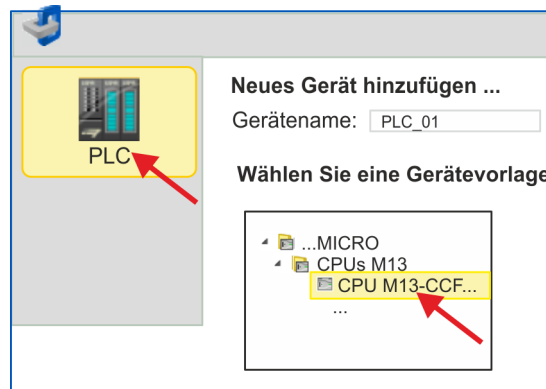 Neues Gerät hinzufügen ...
Gerätename: PLC_01
PLC
Wählen Sie eine Gerätevorlage
...MICRO
CPUs M13
CPU M13-CCF...
...